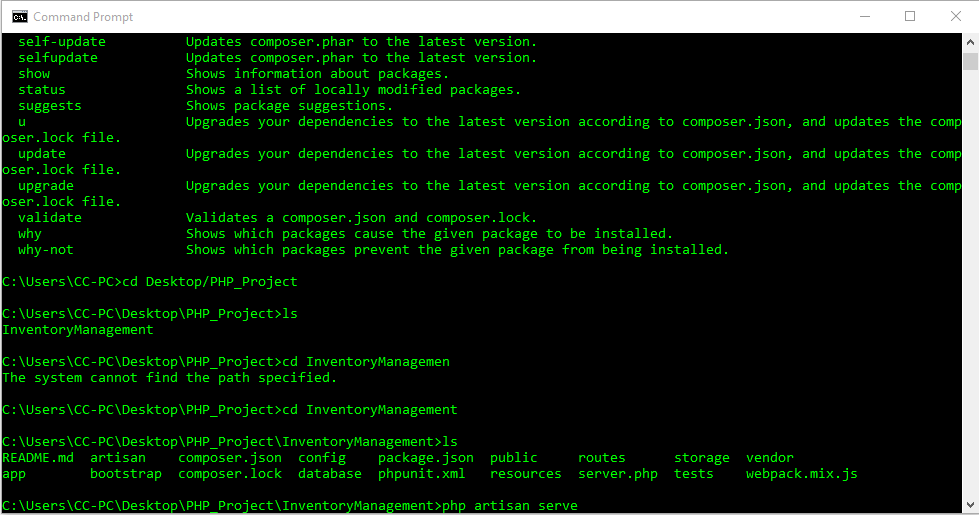 Command Prompt
self-update          Updates composer.phar to the latest version.
selfupdate           Updates composer.phar to the latest version.
show                 Shows information about packages.
status               Shows a list of locally modified packages.
suggests             Shows package suggestions.
u                    Upgrades your dependencies to the latest version according to composer.json, and updates the comp
oser.lock file.
update               Upgrades your dependencies to the latest version according to composer.json, and updates the comp
oser.lock file.
upgrade              Upgrades your dependencies to the latest version according to composer.json, and updates the comp
oser.lock file.
validate             Validates a composer.json and composer.lock.
why                  Shows which packages cause the given package to be installed.
why-not              Shows which packages prevent the given package from being installed.
C:\Users\CC-PC>cd Desktop/PHP_Project
C:\Users\CC-PC\Desktop\PHP_Project>ls
InventoryManagement
C:\Users\CC-PC\Desktop\PHP_Project>cd InventoryManagemen
The system cannot find the path specified.
C:\Users\CC-PC\Desktop\PHP_Project>cd InventoryManagement
C:\Users\CC-PC\Desktop\PHP_Project\InventoryManagement>ls
README.md  artisan    composer.json  config    package.json  public     routes      storage  vendor
app        bootstrap  composer.lock  database  phpunit.xml   resources  server.php  tests    webpack.mix.js
C:\Users\CC-PC\Desktop\PHP_Project\InventoryManagement>php artisan serve